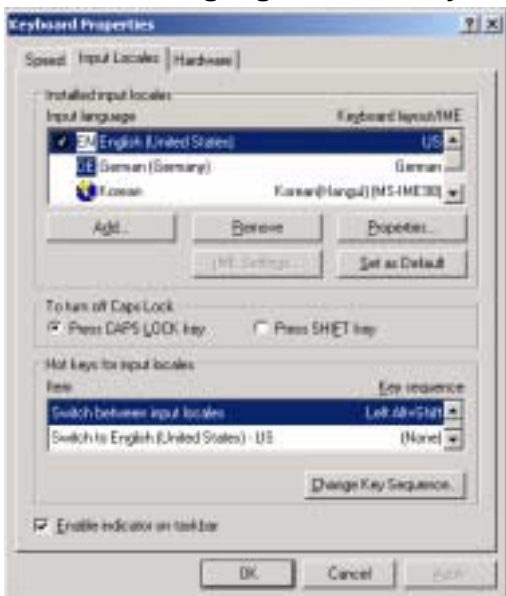 Keyboard Properties
Speed Input Locales Hardware
Installed input locales
Input language Keyboard layout/IME
EN English (United States) US
DE German (Germany) German
Korean Korean(Hangul) (MS-IME98)
Add... Remove Properties...
IME Settings... Set as Default
To turn off Caps Lock
Press CAPS LOCK key Press SHIFT key
Hot keys for input locales
Item Key sequence
Switch between input locales Left Alt+Shift
Switch to English (United States) - US (None)
Change Key Sequence...
Enable indicator on taskbar
OK Cancel Apply